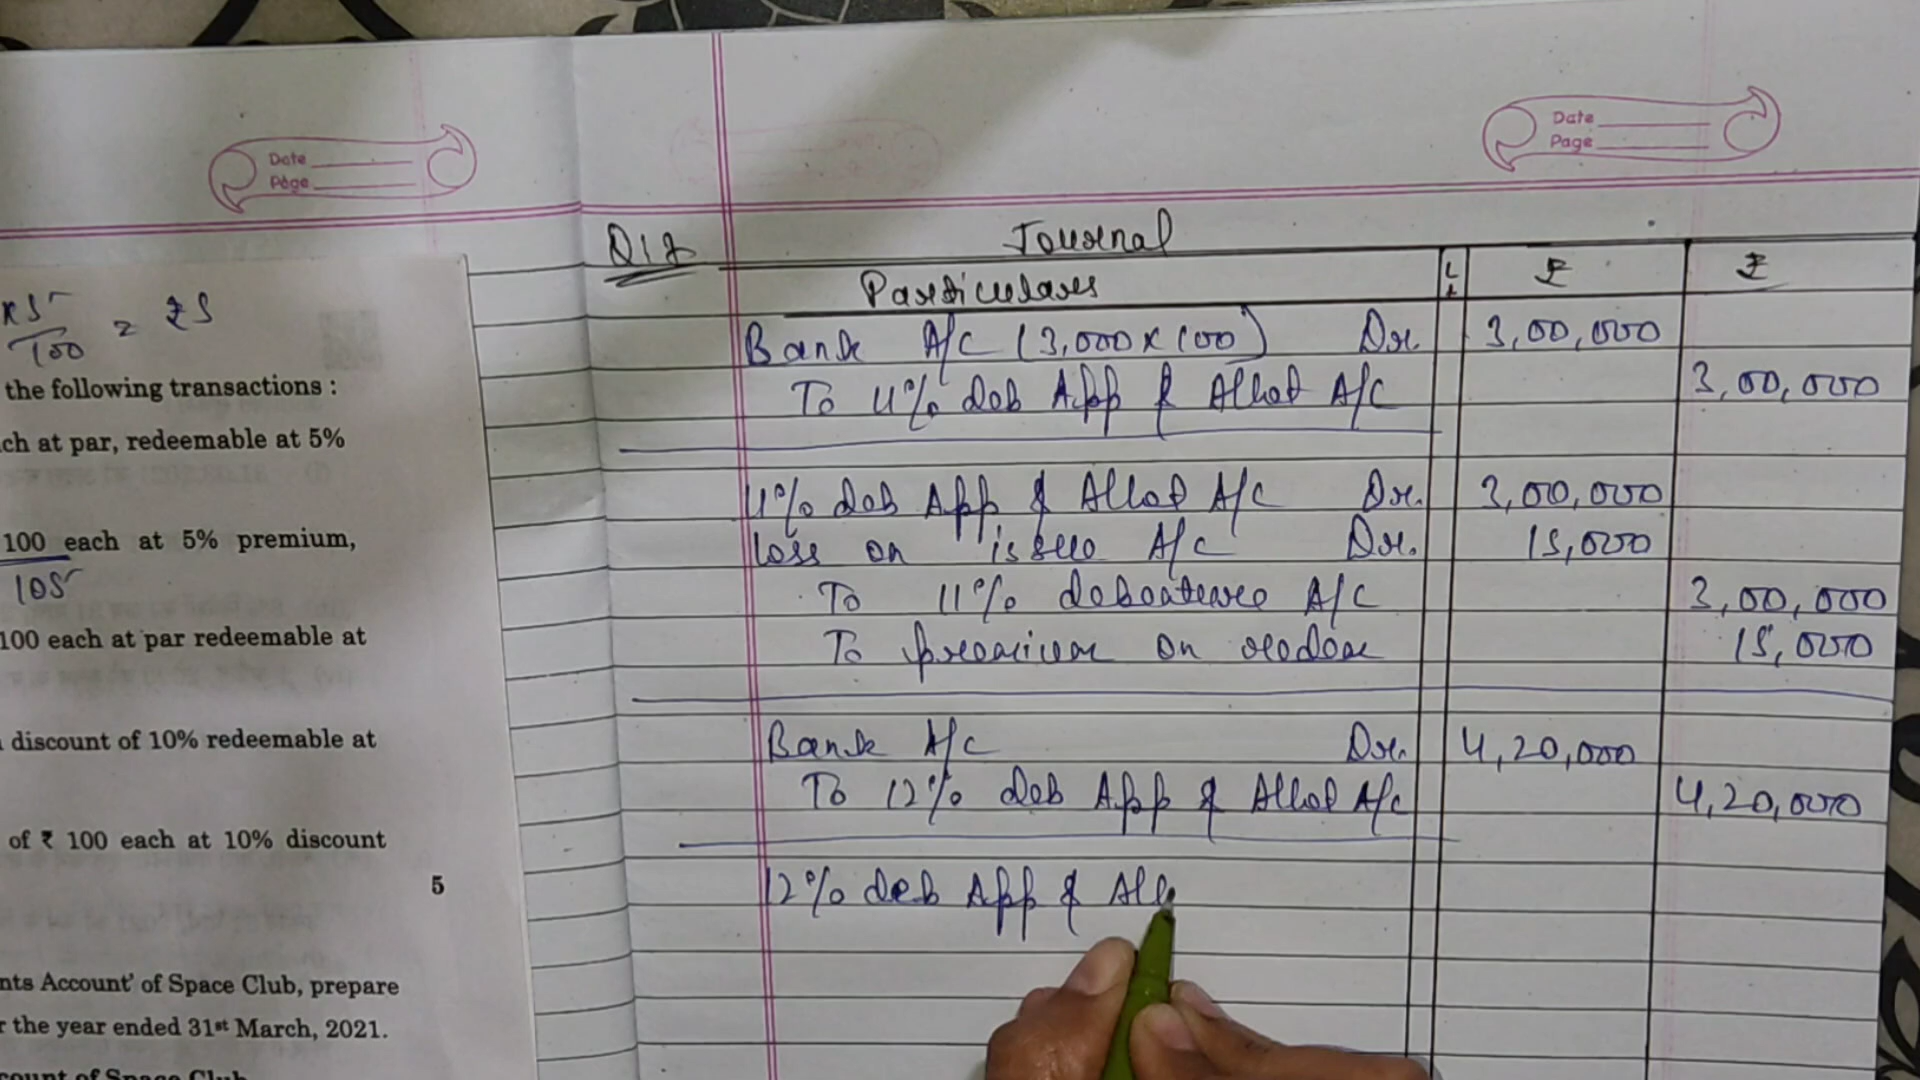 Date
Page
Date
Page
x5
100 = ₹5
the following transactions :
ch at par, redeemable at 5%
100 each at 5% premium,
105
100 each at par redeemable at
discount of 10% redeemable at
of ₹ 100 each at 10% discount
5
nts Account' of Space Club, prepare
r the year ended 31st March, 2021.
count of Space Club
Journal
Particulars L.F ₹ ₹
Bank A/C (3,000 x 100) Dr. 3,00,000
To 11% deb App & Allot A/C 3,00,000
11% deb App & Allot A/C Dr. 3,00,000
loss on issue A/C Dr. 15,000
To 11% debenture A/C 3,00,000
To premium on redem 15,000
Bank A/C Dr. 4,20,000
To 12% deb App & Allot A/C 4,20,000
12% deb App & All